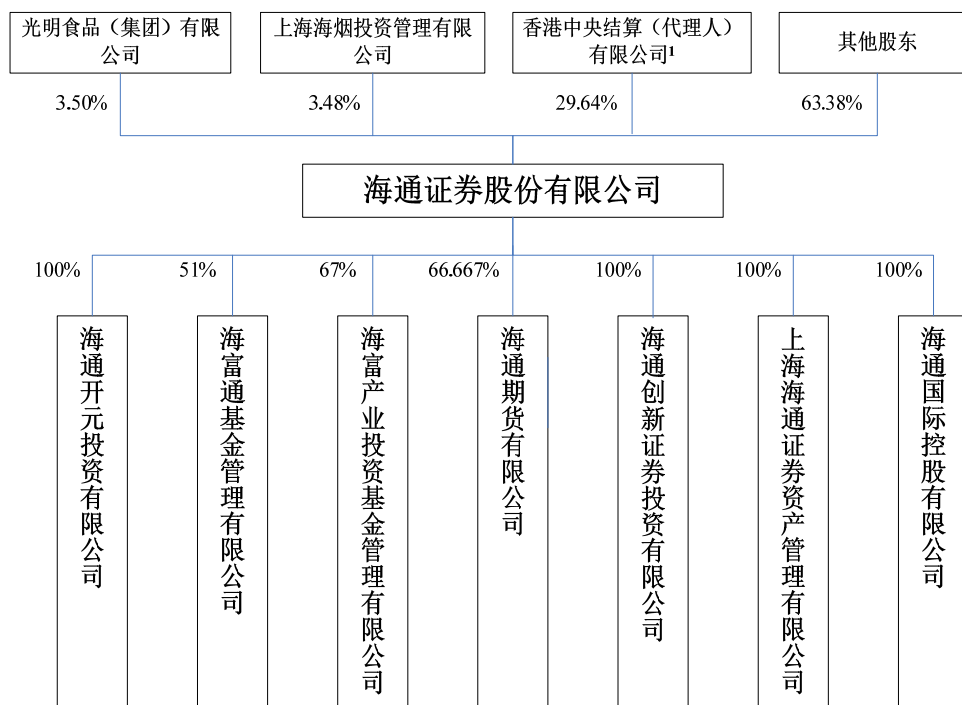 光明食品（集团）有限
公司
上海海烟投资管理有限
公司
香港中央结算（代理人）
有限公司1
其他股东
3.50%
3.48%
29.64%
63.38%
海通证券股份有限公司
100%
51%
67%
66.667%
100%
100%
100%
海通开元投资有限公司
海富通基金管理有限公司
海富产业投资基金管理有限公司
海通期货有限公司
海通创新证券投资有限公司
上海海通证券资产管理有限公司
海通国际控股有限公司